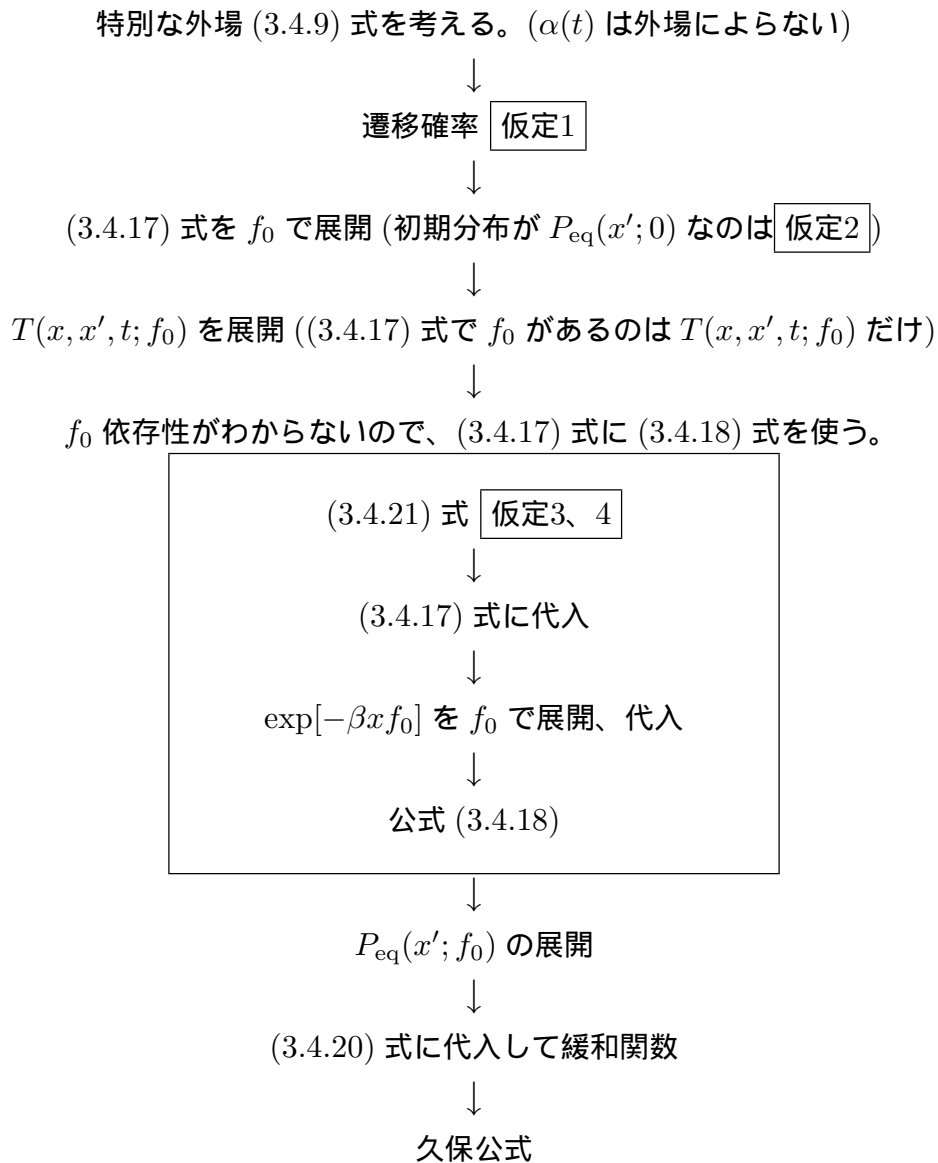 特別な外場 (3.4.9) 式を考える。(α(t) は外場によらない)
↓
遷移確率 仮定1
↓
(3.4.17) 式を f₀ で展開 (初期分布が P_eq(x′; 0) なのは 仮定2 )
↓
T(x, x′, t; f₀) を展開 ((3.4.17) 式で f₀ があるのは T(x, x′, t; f₀) だけ)
↓
f₀ 依存性がわからないので、(3.4.17) 式に (3.4.18) 式を使う。
(3.4.21) 式 仮定3、4
↓
(3.4.17) 式に代入
↓
exp[−βxf₀] を f₀ で展開、代入
↓
公式 (3.4.18)
↓
P_eq(x′; f₀) の展開
↓
(3.4.20) 式に代入して緩和関数
↓
久保公式